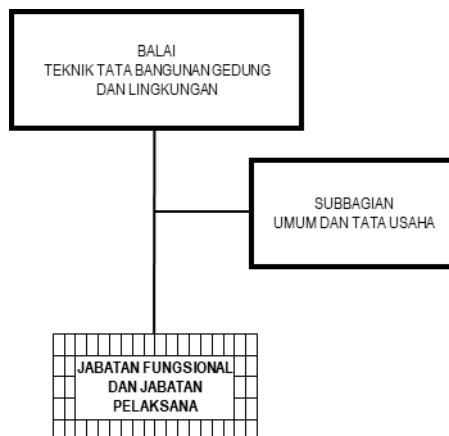 BALAI
TEKNIK TATA BANGUNAN GEDUNG
DAN LINGKUNGAN
SUBBAGIAN
UMUM DAN TATA USAHA
JABATAN FUNGSIONAL
DAN JABATAN
PELAKSANA